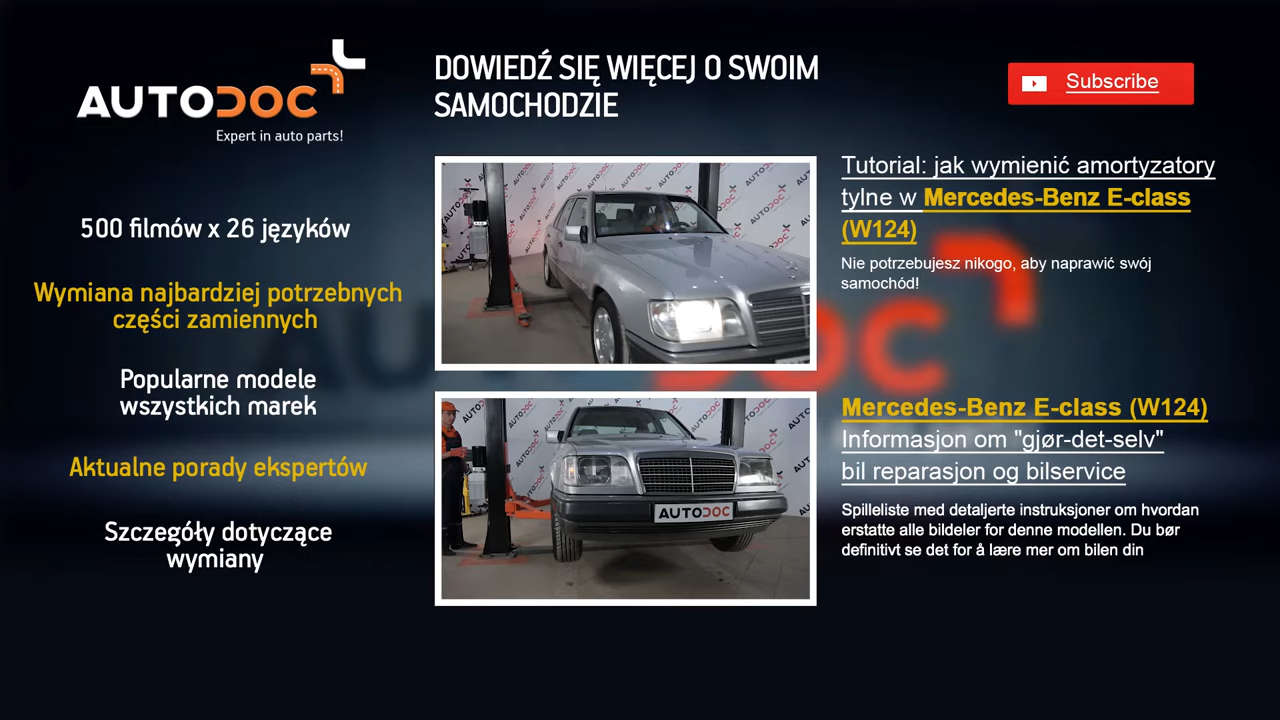 AUTODOC
Expert in auto parts!
500 filmów x 26 języków
Wymiana najbardziej potrzebnych
części zamiennych
Popularne modele
wszystkich marek
Aktualne porady ekspertów
Szczegóły dotyczące
wymiany
DOWIEDŹ SIĘ WIĘCEJ O SWOIM
SAMOCHODZIE
AUTODOC
Subscribe
Tutorial: jak wymienić amortyzatory
tylne w Mercedes-Benz E-class
(W124)
Nie potrzebujesz nikogo, aby naprawić swój
samochód!
Mercedes-Benz E-class (W124)
Informasjon om "gjør-det-selv"
bil reparasjon og bilservice
Spilleliste med detaljerte instruksjoner om hvordan
erstatte alle bildeler for denne modellen. Du bør
definitivt se det for å lære mer om bilen din